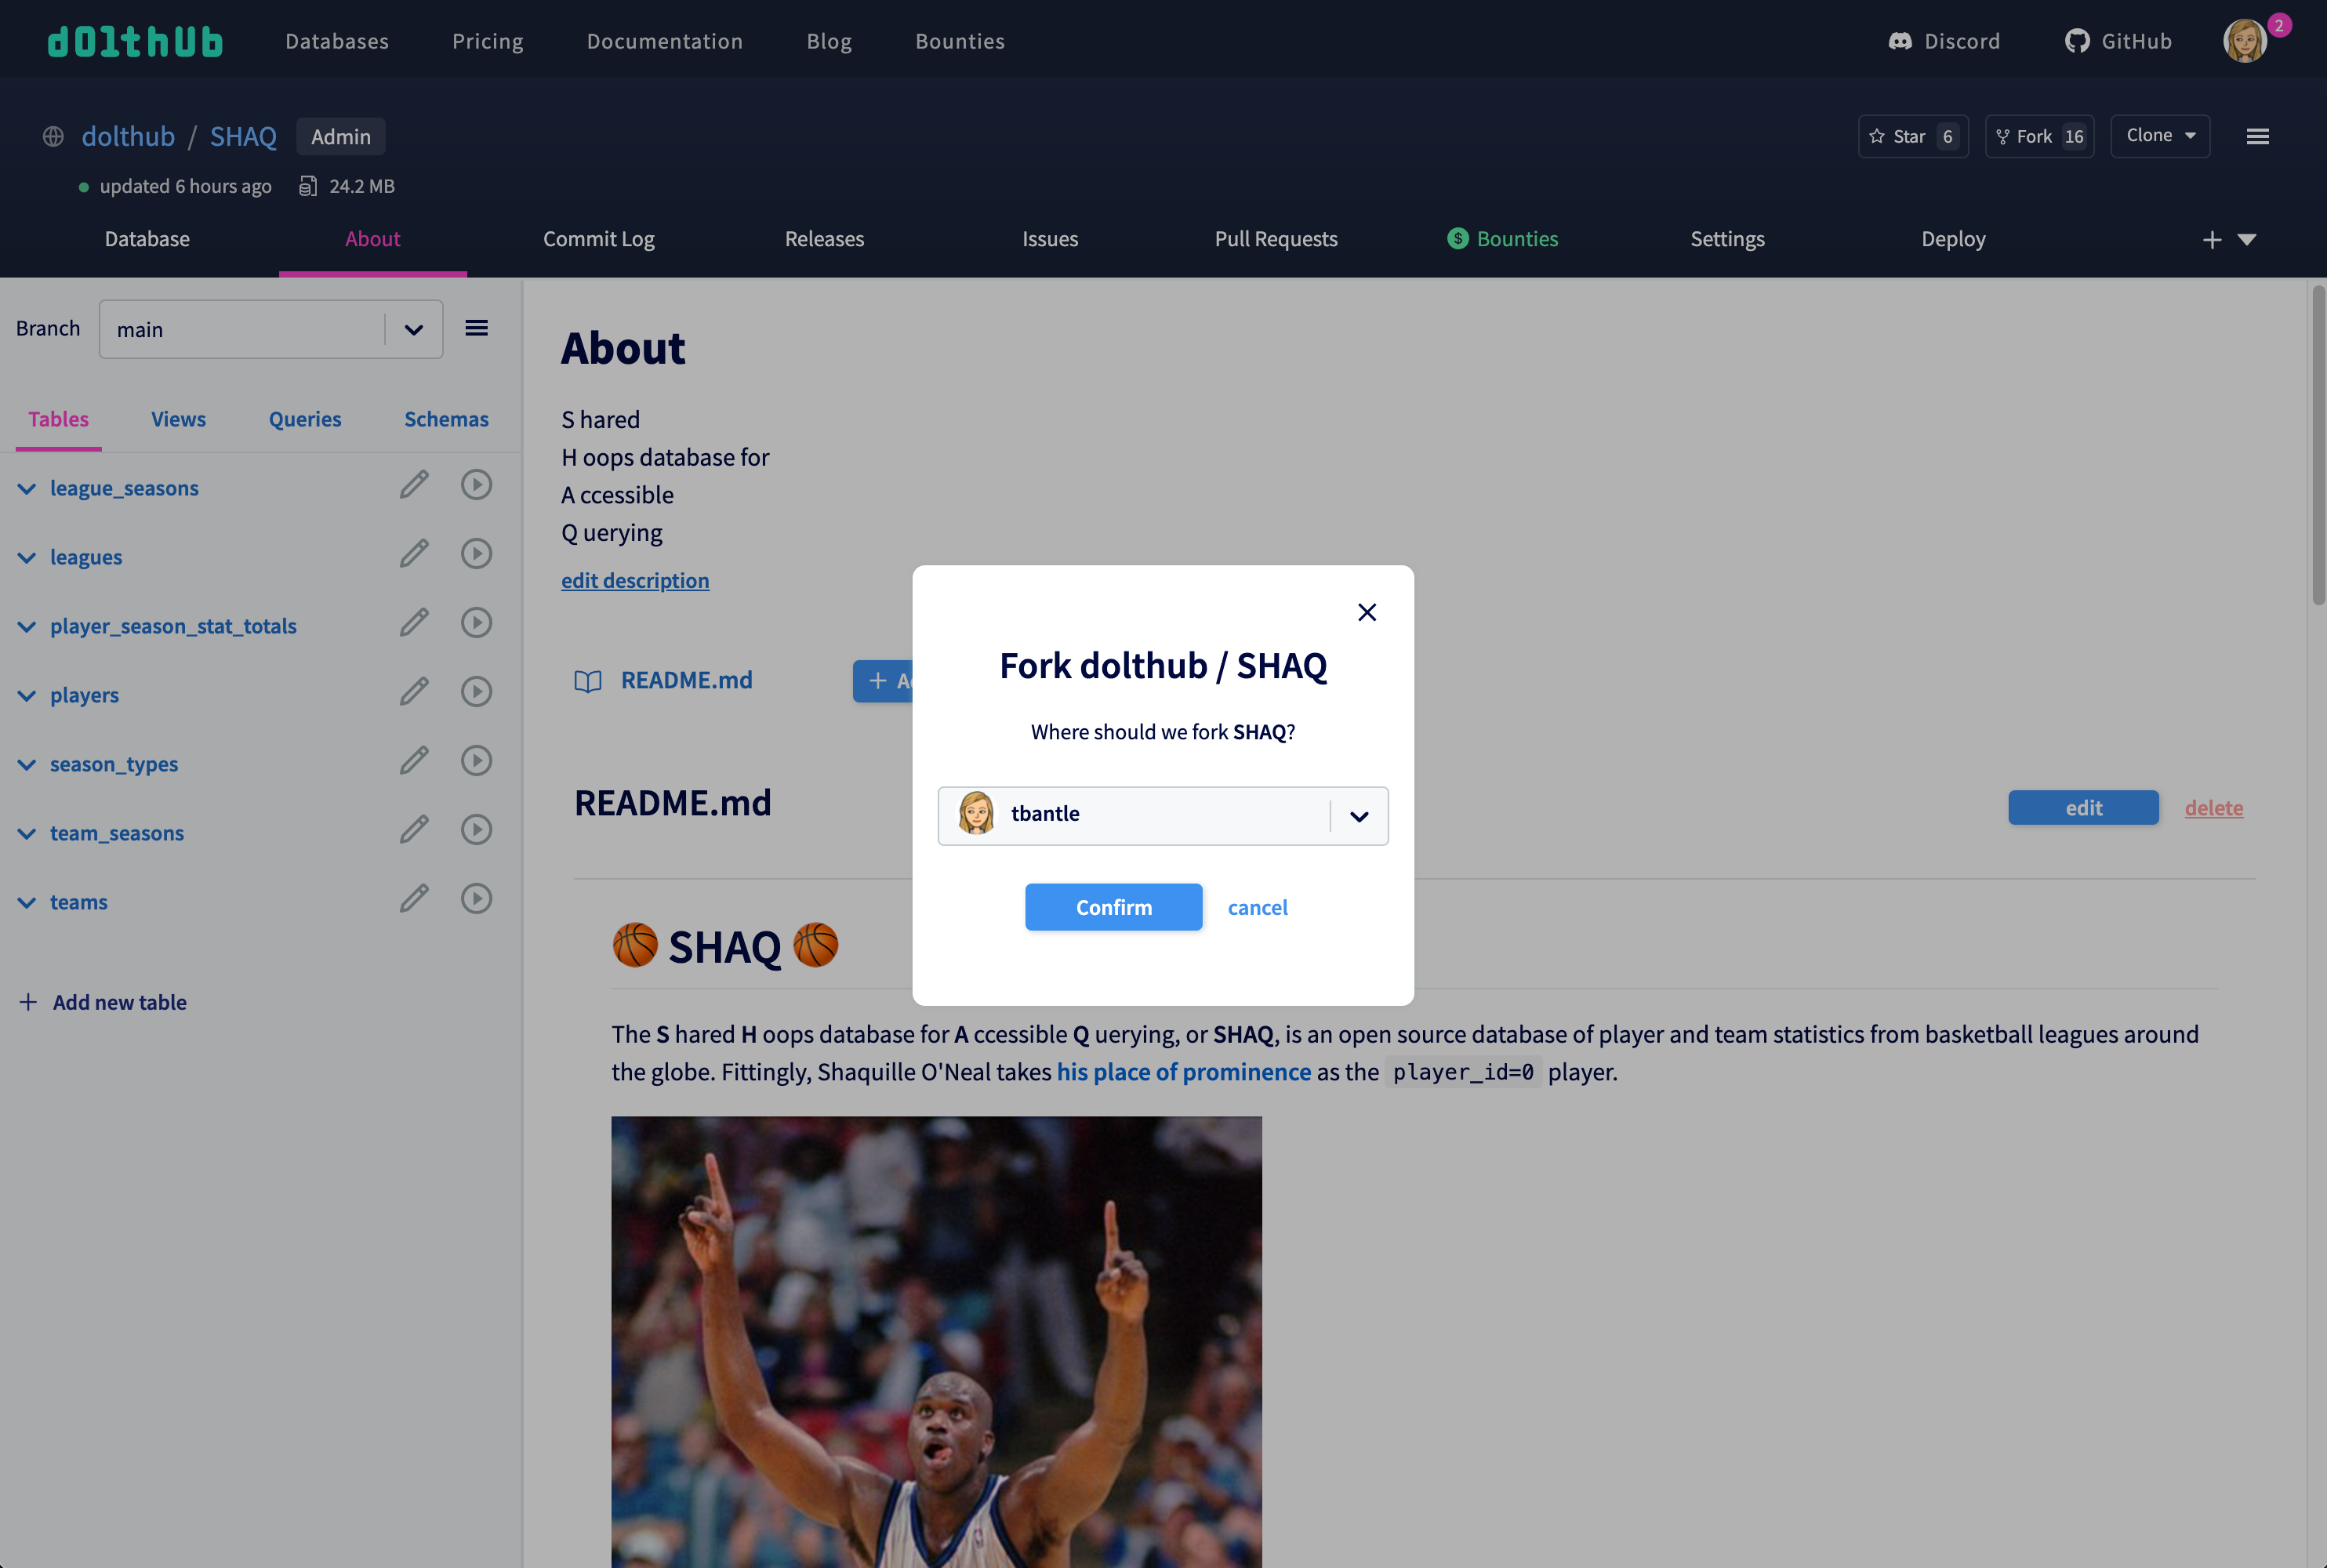 dolthub Databases Pricing Documentation Blog Bounties Discord GitHub 2
dolthub / SHAQ Admin Star 6 Fork 16 Clone
updated 6 hours ago 24.2 MB
Database About Commit Log Releases Issues Pull Requests $ Bounties Settings Deploy
Branch main
Tables Views Queries Schemas
league_seasons
leagues
player_season_stat_totals
players
season_types
team_seasons
teams
Add new table
About
S hared
H oops database for
A ccessible
Q uerying
edit description
README.md
README.md edit delete
Fork dolthub / SHAQ
Where should we fork SHAQ?
tbantle
Confirm cancel
SHAQ
The S hared H oops database for A ccessible Q uerying, or SHAQ, is an open source database of player and team statistics from basketball leagues around
the globe. Fittingly, Shaquille O'Neal takes his place of prominence as the player_id=0 player.